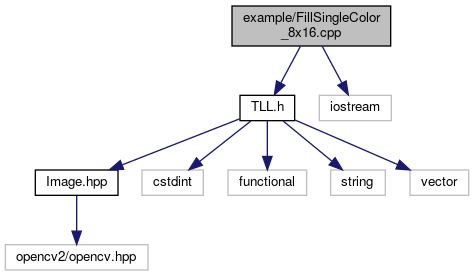 example/FillSingleColor
_8x16.cpp
TLL.h
iostream
Image.hpp
cstdint
functional
string
vector
opencv2/opencv.hpp